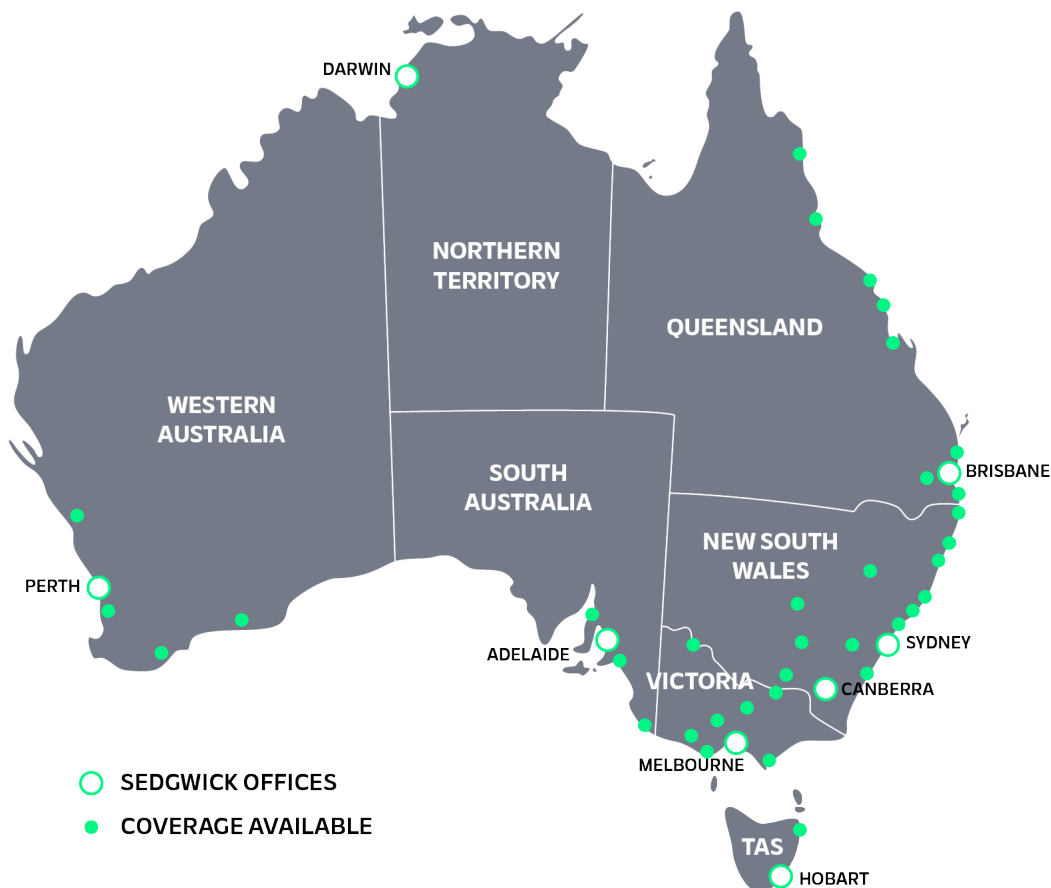 DARWIN
NORTHERN
TERRITORY
QUEENSLAND
WESTERN
AUSTRALIA
SOUTH
AUSTRALIA
BRISBANE
NEW SOUTH
WALES
PERTH
ADELAIDE
SYDNEY
VICTORIA
CANBERRA
MELBOURNE
SEDGWICK OFFICES
COVERAGE AVAILABLE
TAS
HOBART